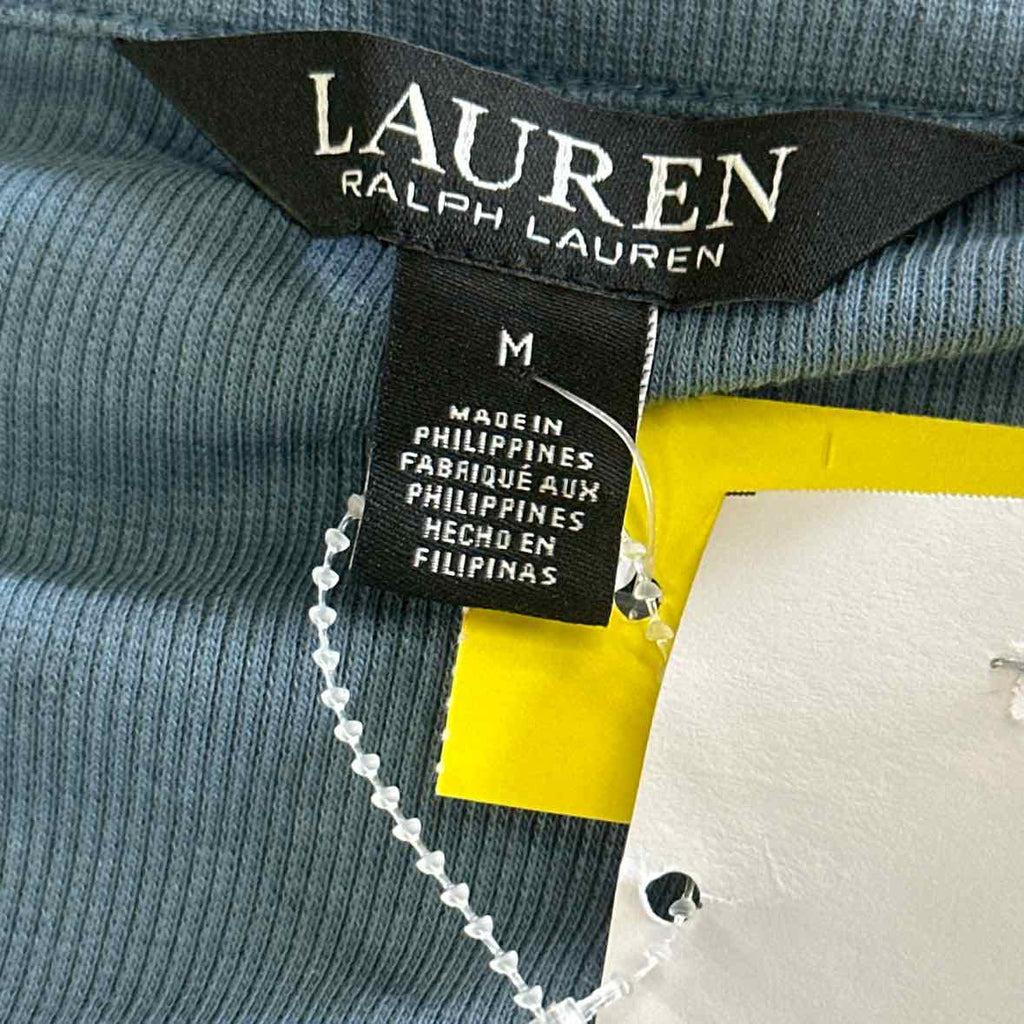 LAUREN
RALPH LAUREN
M
MADE IN
PHILIPPINES
FABRIQUÉ AUX
PHILIPPINES
HECHO EN
FILIPINAS